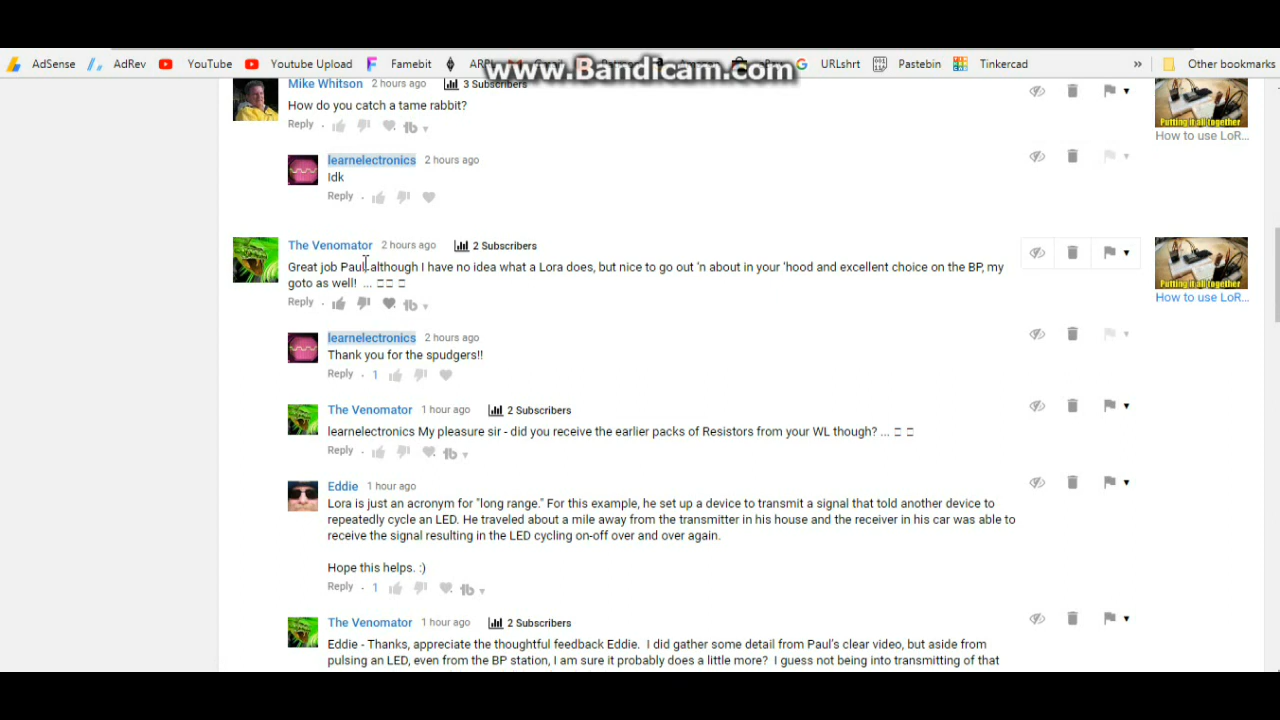 AdSense AdRev YouTube Youtube Upload Famebit URLshrt Pastebin Tinkercad » Other bookmarks
www.Bandicam.com
Mike Whitson 2 hours ago 3 Subscribers
How do you catch a tame rabbit?
Reply
Putting it all together
How to use LoR...
learnelectronics 2 hours ago
Idk
Reply
The Venomator 2 hours ago 2 Subscribers
Great job Paul although I have no idea what a Lora does, but nice to go out 'n about in your 'hood and excellent choice on the BP, my
goto as well! ...
Reply
Putting it all together
How to use LoR...
learnelectronics 2 hours ago
Thank you for the spudgers!!
Reply 1
The Venomator 1 hour ago 2 Subscribers
learnelectronics My pleasure sir - did you receive the earlier packs of Resistors from your WL though? ...
Reply
Eddie 1 hour ago
Lora is just an acronym for "long range." For this example, he set up a device to transmit a signal that told another device to
repeatedly cycle an LED. He traveled about a mile away from the transmitter in his house and the receiver in his car was able to
receive the signal resulting in the LED cycling on-off over and over again.
Hope this helps. :)
Reply 1
The Venomator 1 hour ago 2 Subscribers
Eddie - Thanks, appreciate the thoughtful feedback Eddie. I did gather some detail from Paul's clear video, but aside from
pulsing an LED, even from the BP station, I am sure it probably does a little more? I guess not being into transmitting of that